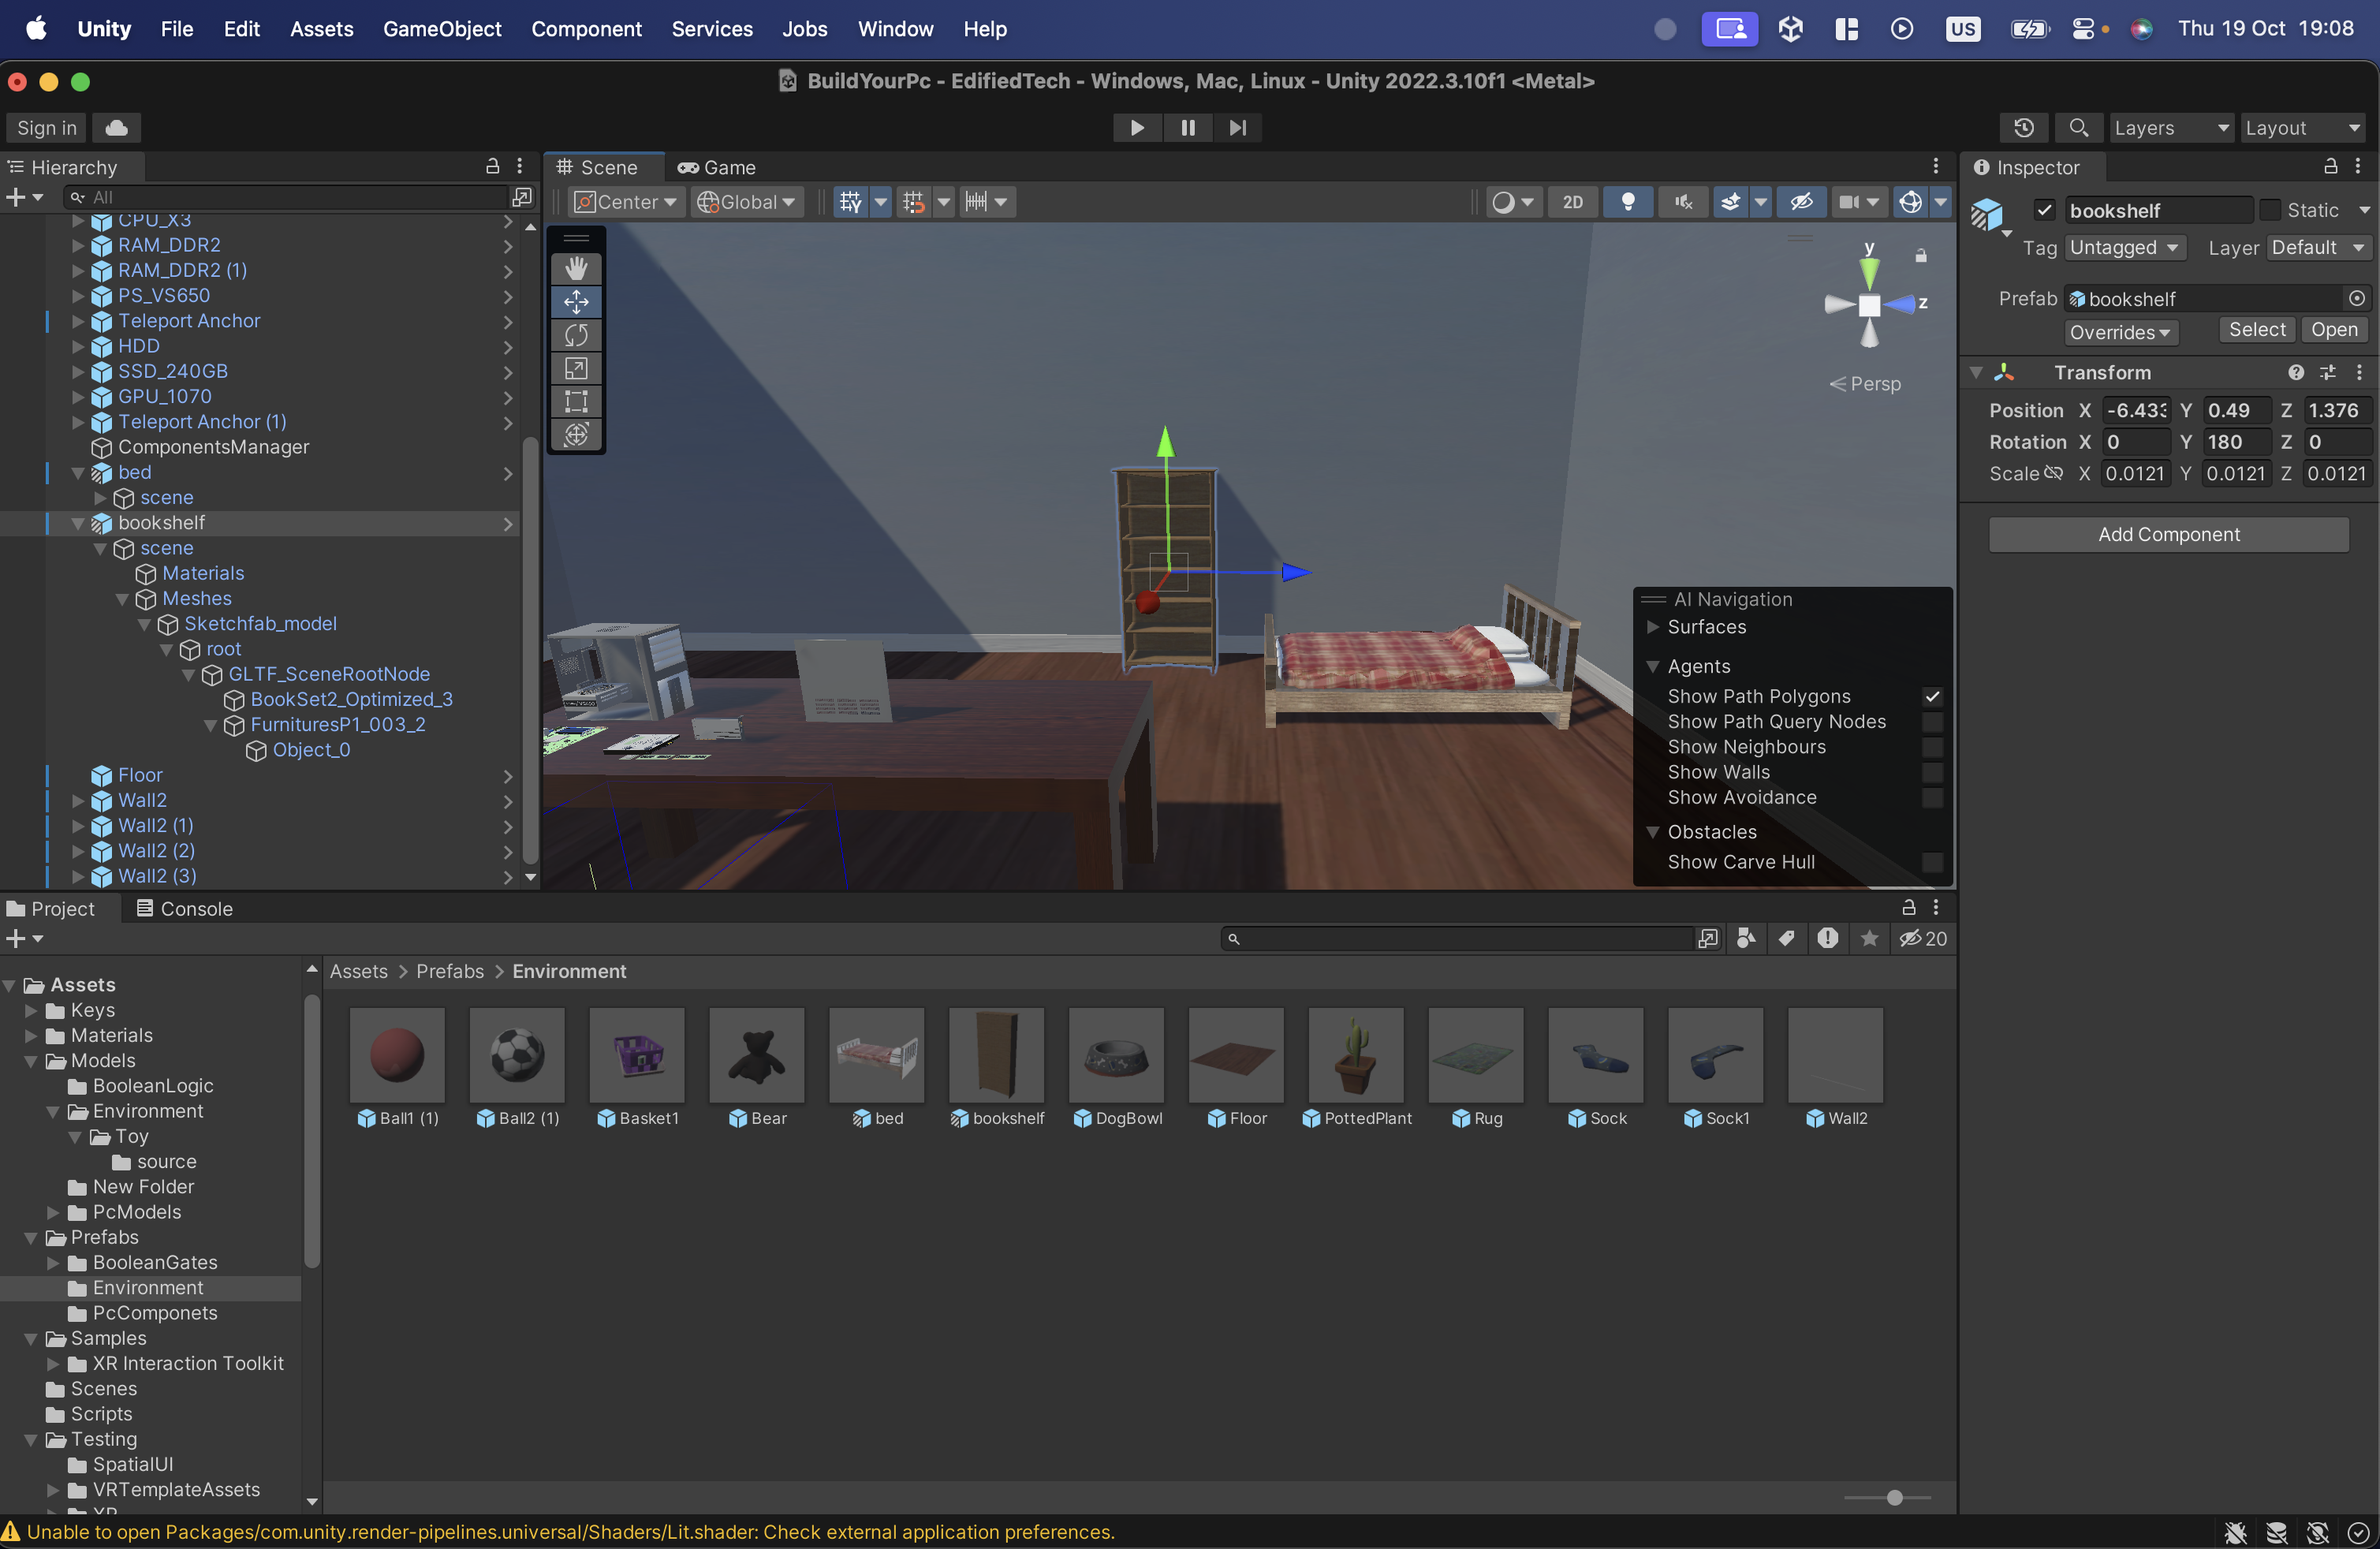 Unity File Edit Assets GameObject Component Services Jobs Window Help US Thu 19 Oct 19:08
BuildYourPc - EdifiedTech - Windows, Mac, Linux - Unity 2022.3.10f1 <Metal>
Sign in Layers Layout
Hierarchy
All
CPU_X3
RAM_DDR2
RAM_DDR2 (1)
PS_VS650
Teleport Anchor
HDD
SSD_240GB
GPU_1070
Teleport Anchor (1)
ComponentsManager
bed
scene
bookshelf
scene
Materials
Meshes
Sketchfab_model
root
GLTF_SceneRootNode
BookSet2_Optimized_3
FurnituresP1_003_2
Object_0
Floor
Wall2
Wall2 (1)
Wall2 (2)
Wall2 (3)
Scene Game
Center Global 2D
y
z
Persp
AI Navigation
Surfaces
Agents
Show Path Polygons
Show Path Query Nodes
Show Neighbours
Show Walls
Show Avoidance
Obstacles
Show Carve Hull
Inspector
bookshelf Static
Tag Untagged Layer Default
Prefab bookshelf
Overrides Select Open
Transform
Position X -6.433 Y 0.49 Z 1.376
Rotation X 0 Y 180 Z 0
Scale X 0.0121 Y 0.0121 Z 0.0121
Add Component
Project Console
20
Assets
Keys
Materials
Models
BooleanLogic
Environment
Toy
source
New Folder
PcModels
Prefabs
BooleanGates
Environment
PcComponets
Samples
XR Interaction Toolkit
Scenes
Scripts
Testing
SpatialUI
VRTemplateAssets
XR
Assets > Prefabs > Environment
Ball1 (1) Ball2 (1) Basket1 Bear bed bookshelf DogBowl Floor PottedPlant Rug Sock Sock1 Wall2
Unable to open Packages/com.unity.render-pipelines.universal/Shaders/Lit.shader: Check external application preferences.